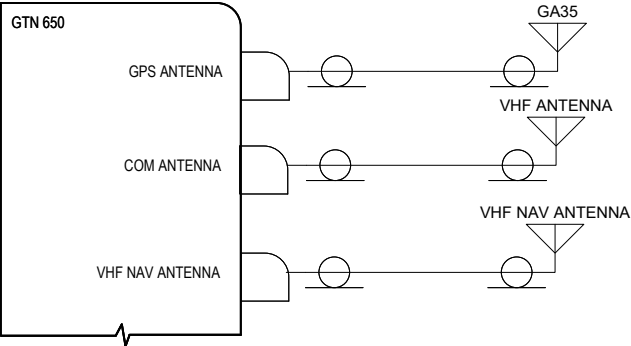 GTN 650
GA35
GPS ANTENNA
VHF ANTENNA
COM ANTENNA
VHF NAV ANTENNA
VHF NAV ANTENNA